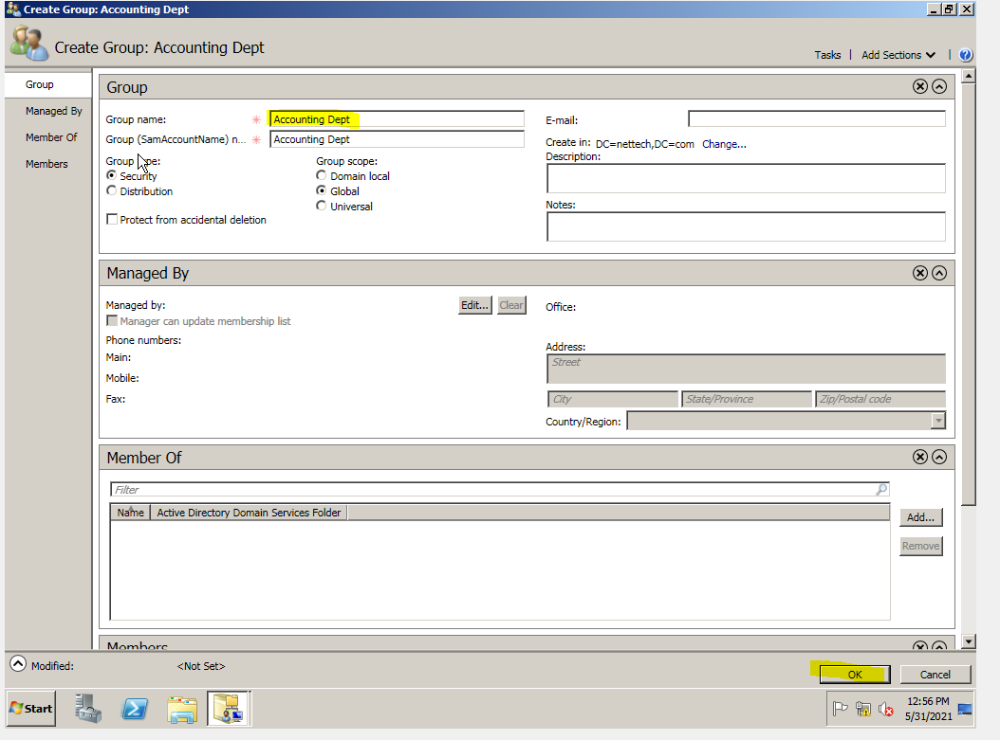 Create Group: Accounting Dept
Create Group: Accounting Dept
Tasks | Add Sections
Group
Managed By
Member Of
Members
Group
Group name: * Accounting Dept
Group (SamAccountName) n... * Accounting Dept
Group type:
Security
Distribution
Group scope:
Domain local
Global
Universal
Protect from accidental deletion
E-mail:
Create in: DC=nettech,DC=com Change...
Description:
Notes:
Managed By
Managed by: Edit... Clear
Manager can update membership list
Phone numbers:
Main:
Mobile:
Fax:
Office:
Address:
Street
City State/Province Zip/Postal code
Country/Region:
Member Of
Filter
Name Active Directory Domain Services Folder
Add...
Remove
Members
Modified: <Not Set>
OK Cancel
Start
12:56 PM
5/31/2021